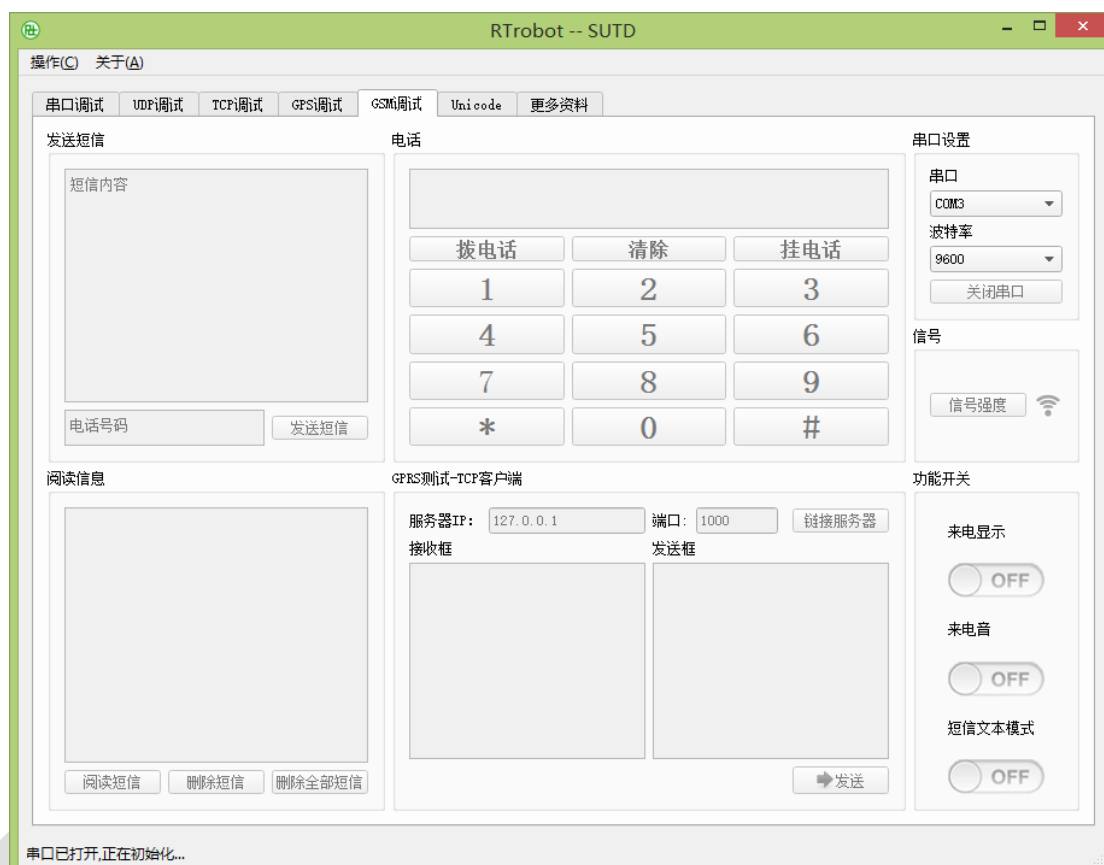 RTrobot -- SUTD
操作(C) 关于(A)
串口调试 UDP调试 TCP调试 GPS调试 GSM调试 Unicode 更多资料
发送短信
短信内容
电话号码 发送短信
电话
拨电话 清除 挂电话
1 2 3
4 5 6
7 8 9
* 0 #
串口设置
串口
COM3
波特率
9600
关闭串口
信号
信号强度
阅读信息
阅读短信 删除短信 删除全部短信
GPRS测试-TCP客户端
服务器IP: 127.0.0.1 端口: 1000 链接服务器
接收框 发送框
发送
功能开关
来电显示
OFF
来电音
OFF
短信文本模式
OFF
串口已打开,正在初始化...